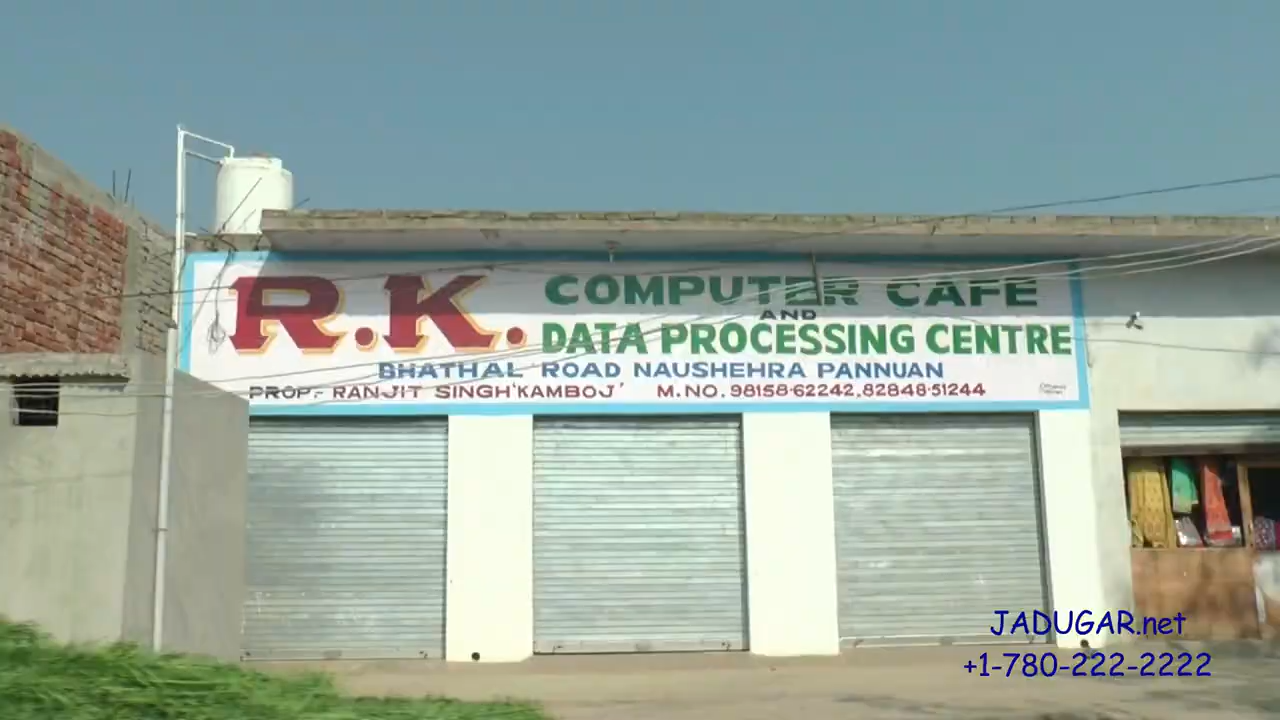 R.K.
COMPUTER CAFE
AND
DATA PROCESSING CENTRE
BHATHAL ROAD NAUSHEHRA PANNUAN
PROP:- RANJIT SINGH 'KAMBOJ' M.NO. 98158-62242, 82848-51244
JADUGAR.net
+1-780-222-2222